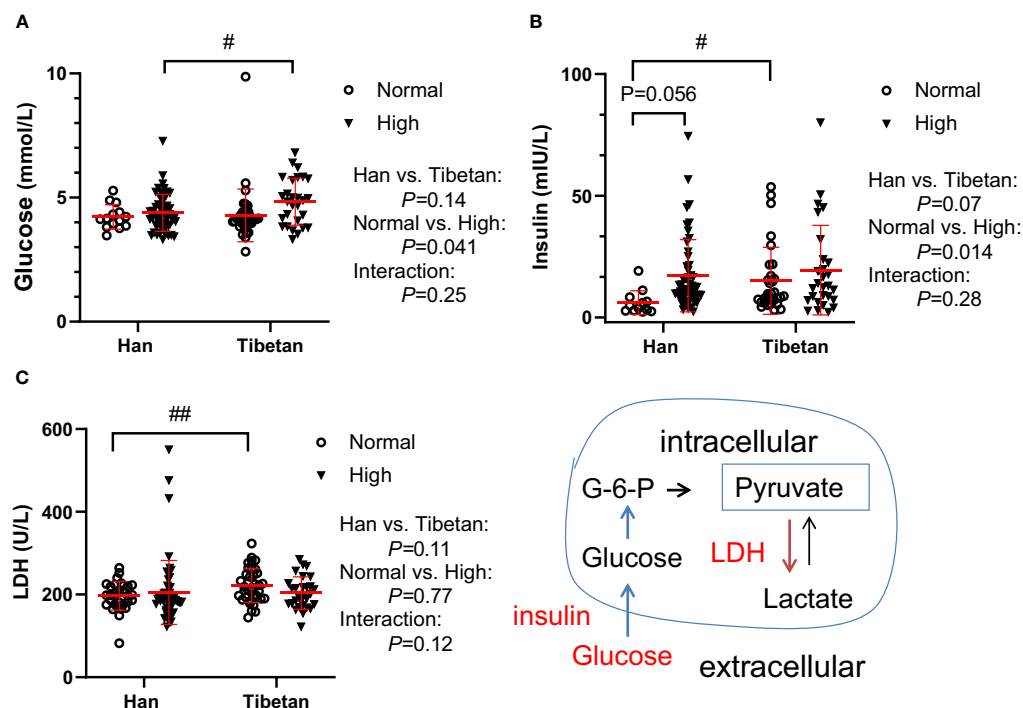 A
#
10
5
0
Glucose (mmol/L)
Normal
High
Han vs. Tibetan:
P=0.14
Normal vs. High:
P=0.041
Interaction:
P=0.25
Han
Tibetan
B
#
P=0.056
100
50
0
Insulin (mIU/L)
Normal
High
Han vs. Tibetan:
P=0.07
Normal vs. High:
P=0.014
Interaction:
P=0.28
Han
Tibetan
C
##
600
400
200
0
LDH (U/L)
Normal
High
Han vs. Tibetan:
P=0.11
Normal vs. High:
P=0.77
Interaction:
P=0.12
Han
Tibetan
intracellular
G-6-P
Pyruvate
Glucose
LDH
Lactate
insulin
Glucose
extracellular